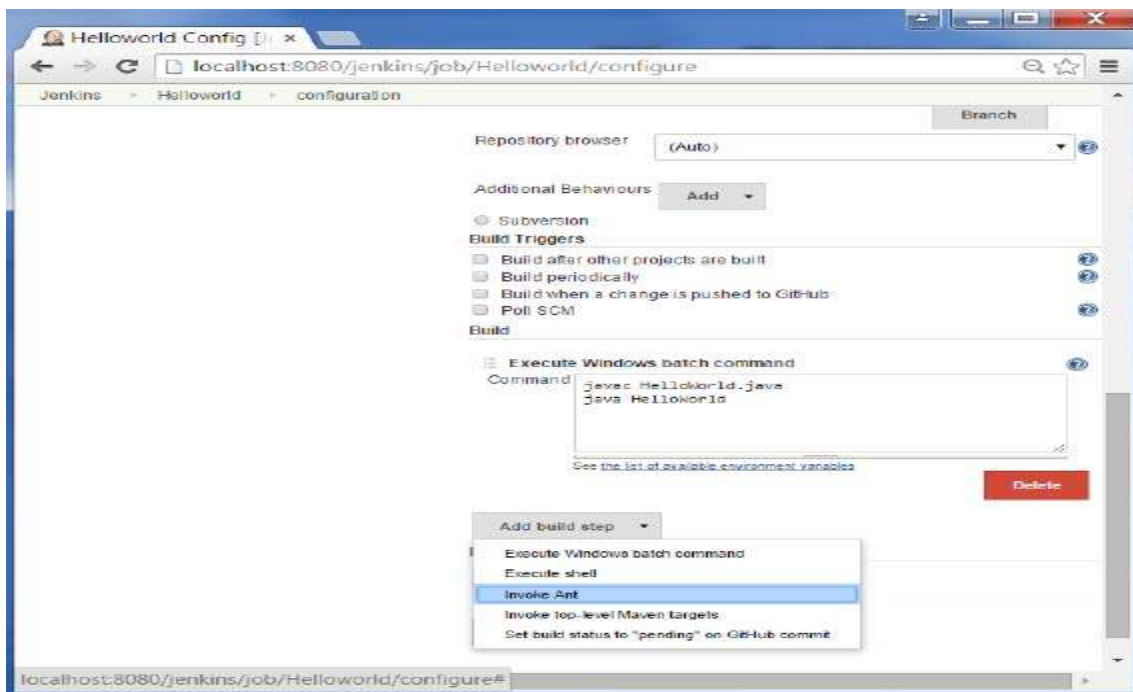 Helloworld Config [J
localhost:8080/jenkins/job/Helloworld/configure
Jenkins Helloworld configuration
Branch
Repository browser (Auto)
Additional Behaviours Add
Subversion
Build Triggers
Build after other projects are built
Build periodically
Build when a change is pushed to GitHub
Poll SCM
Build
Execute Windows batch command
Command javac HelloWorld.java
java HelloWorld
See the list of available environment variables
Delete
Add build step
Execute Windows batch command
Execute shell
Invoke Ant
Invoke top-level Maven targets
Set build status to "pending" on GitHub commit
localhost:8080/jenkins/job/Helloworld/configure#